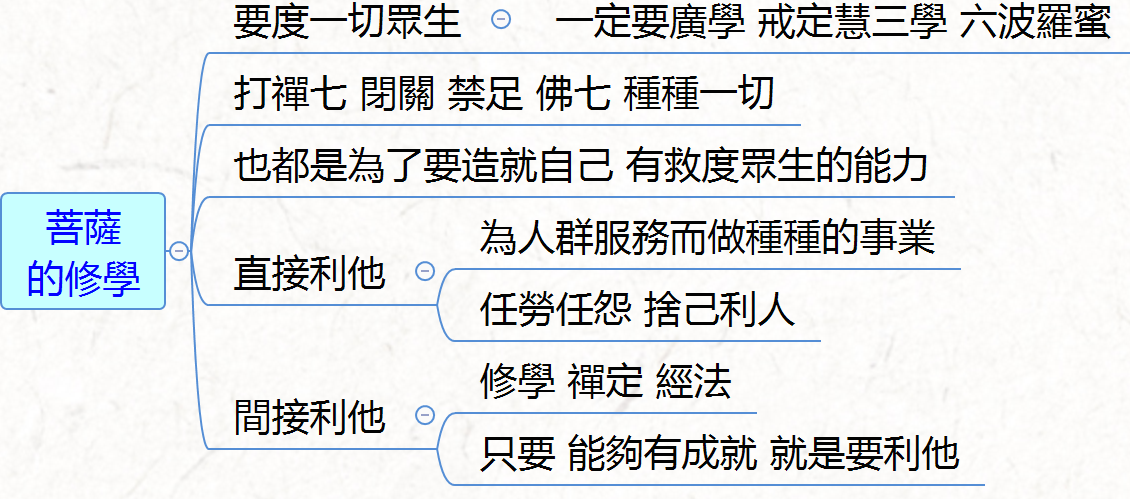 要度一切眾生
一定要廣學 戒定慧三學 六波羅蜜
打禪七 閉關 禁足 佛七 種種一切
也都是為了要造就自己 有救度眾生的能力
菩薩
的修學
直接利他
為人群服務而做種種的事業
任勞任怨 捨己利人
間接利他
修學 禪定 經法
只要 能夠有成就 就是要利他